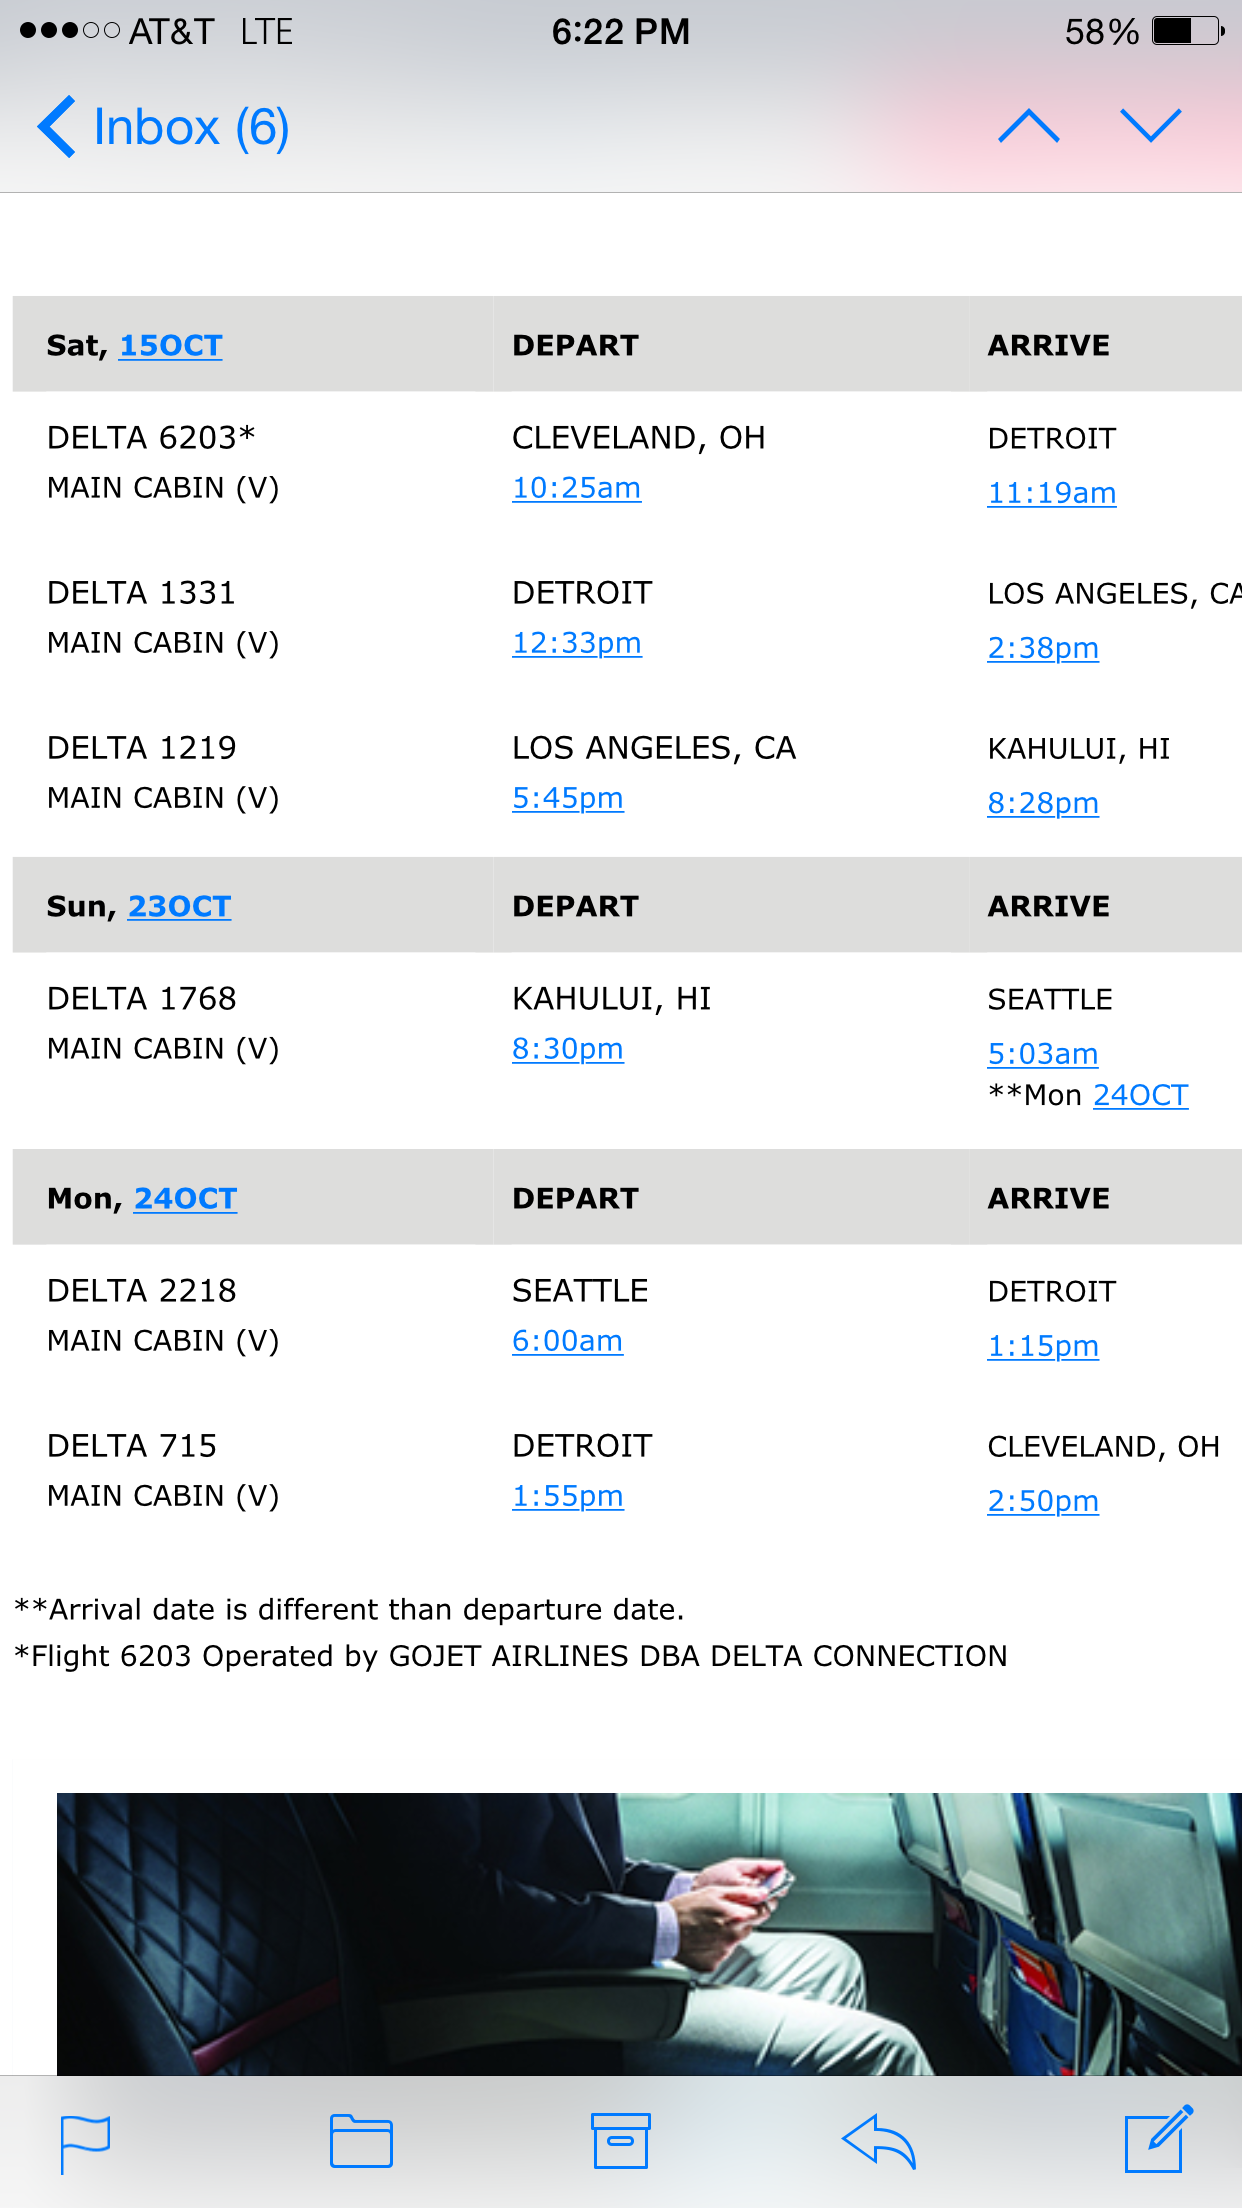 AT&T LTE 6:22 PM 58%
Inbox (6)
Sat, 15OCT DEPART ARRIVE
DELTA 6203* CLEVELAND, OH DETROIT
MAIN CABIN (V) 10:25am 11:19am
DELTA 1331 DETROIT LOS ANGELES, CA
MAIN CABIN (V) 12:33pm 2:38pm
DELTA 1219 LOS ANGELES, CA KAHULUI, HI
MAIN CABIN (V) 5:45pm 8:28pm
Sun, 23OCT DEPART ARRIVE
DELTA 1768 KAHULUI, HI SEATTLE
MAIN CABIN (V) 8:30pm 5:03am
**Mon 24OCT
Mon, 24OCT DEPART ARRIVE
DELTA 2218 SEATTLE DETROIT
MAIN CABIN (V) 6:00am 1:15pm
DELTA 715 DETROIT CLEVELAND, OH
MAIN CABIN (V) 1:55pm 2:50pm
**Arrival date is different than departure date.
*Flight 6203 Operated by GOJET AIRLINES DBA DELTA CONNECTION